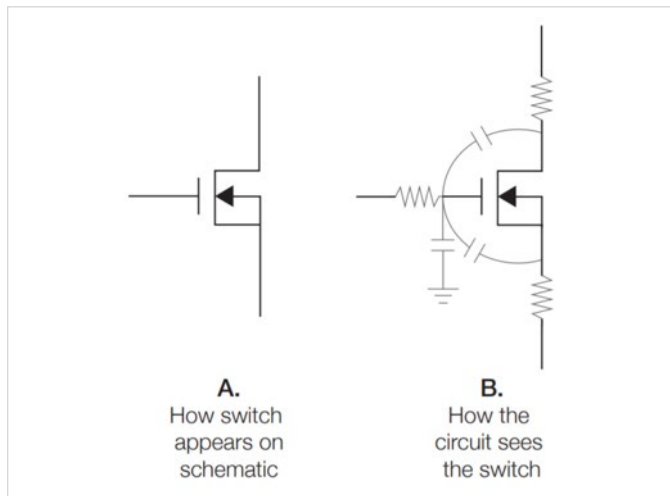 A.
How switch
appears on
schematic
B.
How the
circuit sees
the switch